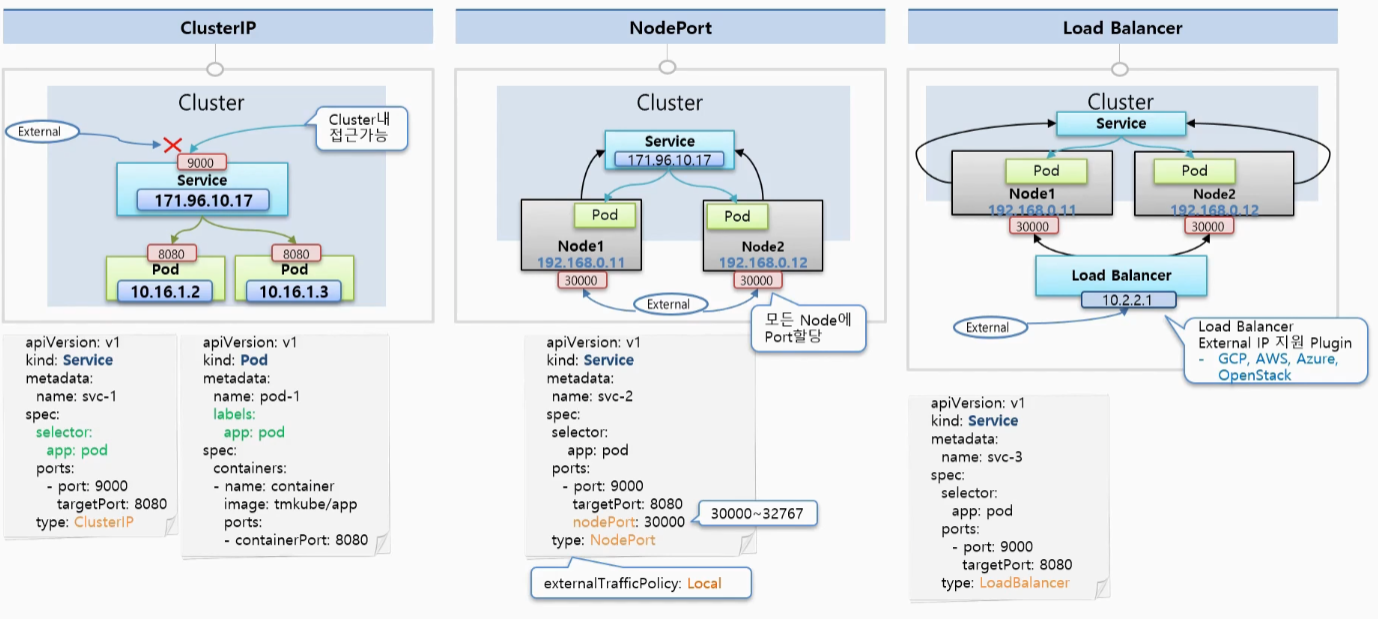 ClusterIP
Cluster
External
Cluster내
접근가능
9000
Service
171.96.10.17
8080
8080
Pod
Pod
10.16.1.2
10.16.1.3
apiVersion: v1
kind: Service
metadata:
name: svc-1
spec:
selector:
app: pod
ports:
- port: 9000
targetPort: 8080
type: ClusterIP
apiVersion: v1
kind: Pod
metadata:
name: pod-1
labels:
app: pod
spec:
containers:
- name: container
image: tmkube/app
ports:
- containerPort: 8080
NodePort
Cluster
Service
171.96.10.17
Pod
Pod
Node1
Node2
192.168.0.11
192.168.0.12
30000
30000
External
모든 Node에
Port할당
apiVersion: v1
kind: Service
metadata:
name: svc-2
spec:
selector:
app: pod
ports:
- port: 9000
targetPort: 8080
nodePort: 30000
type: NodePort
30000~32767
externalTrafficPolicy: Local
Load Balancer
Cluster
Service
Pod
Pod
Node1
Node2
192.168.0.11
192.168.0.12
30000
30000
Load Balancer
10.2.2.1
External
Load Balancer
External IP 지원 Plugin
- GCP, AWS, Azure,
OpenStack
apiVersion: v1
kind: Service
metadata:
name: svc-3
spec:
selector:
app: pod
ports:
- port: 9000
targetPort: 8080
type: LoadBalancer